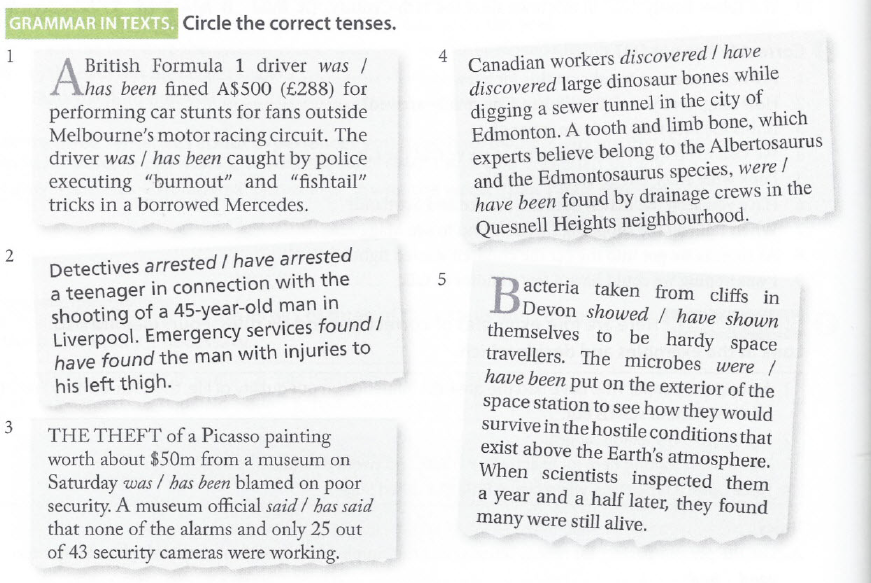 GRAMMAR IN TEXTS. Circle the correct tenses.
1
A British Formula 1 driver was /
has been fined A$500 (£288) for
performing car stunts for fans outside
Melbourne's motor racing circuit. The
driver was / has been caught by police
executing "burnout" and "fishtail"
tricks in a borrowed Mercedes.
2
Detectives arrested / have arrested
a teenager in connection with the
shooting of a 45-year-old man in
Liverpool. Emergency services found /
have found the man with injuries to
his left thigh.
3
THE THEFT of a Picasso painting
worth about $50m from a museum on
Saturday was / has been blamed on poor
security. A museum official said / has said
that none of the alarms and only 25 out
of 43 security cameras were working.
4
Canadian workers discovered / have
discovered large dinosaur bones while
digging a sewer tunnel in the city of
Edmonton. A tooth and limb bone, which
experts believe belong to the Albertosaurus
and the Edmontosaurus species, were /
have been found by drainage crews in the
Quesnell Heights neighbourhood.
5
Bacteria taken from cliffs in
Devon showed / have shown
themselves to be hardy space
travellers. The microbes were /
have been put on the exterior of the
space station to see how they would
survive in the hostile conditions that
exist above the Earth's atmosphere.
When scientists inspected them
a year and a half later, they found
many were still alive.